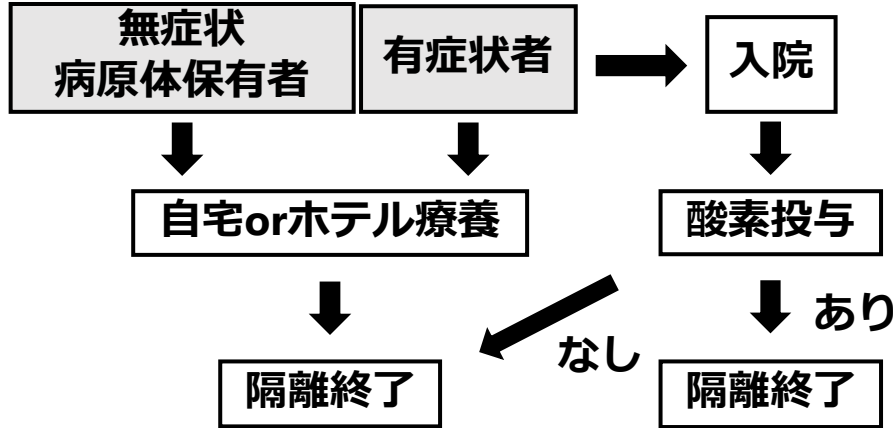 無症状
病原体保有者
有症状者
入院
自宅orホテル療養
酸素投与
あり
なし
隔離終了
隔離終了